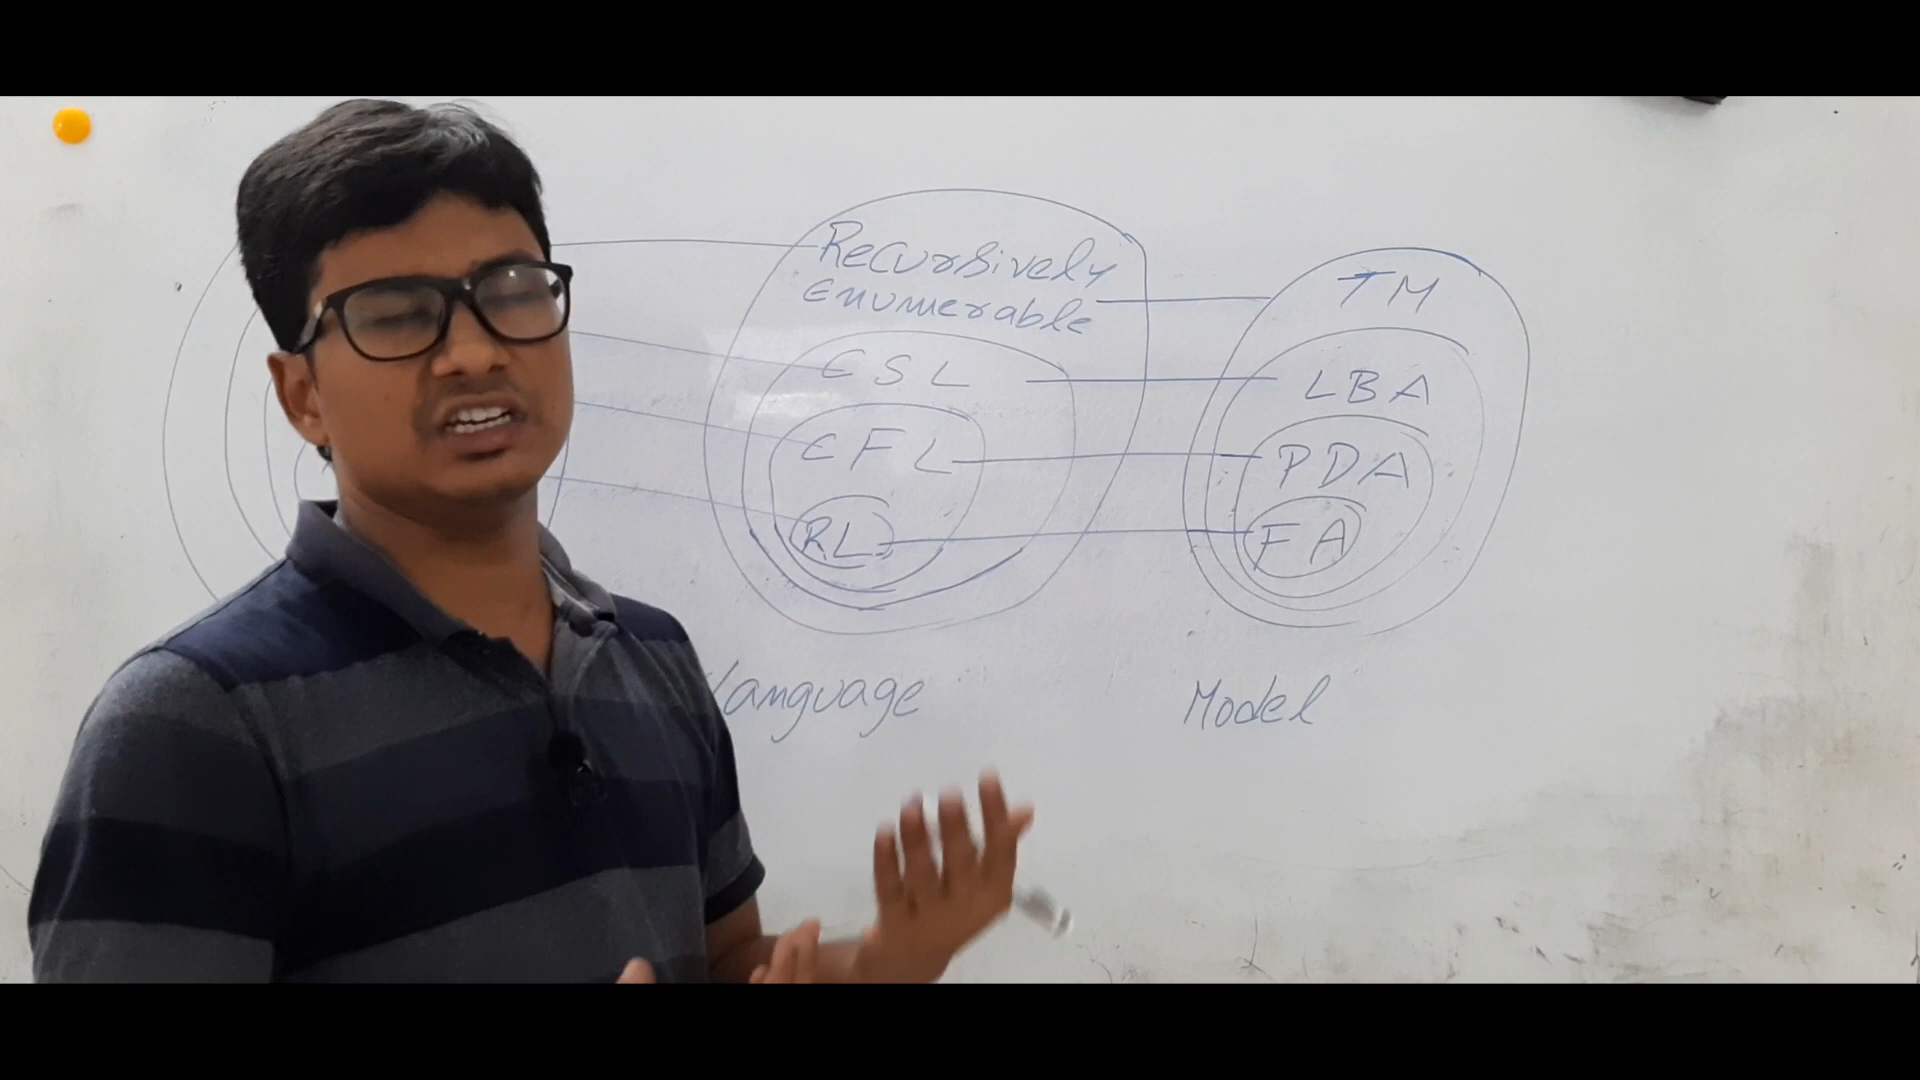 Recursively
enumerable
CSL
CFL
RL
Language
TM
LBA
PDA
FA
Model